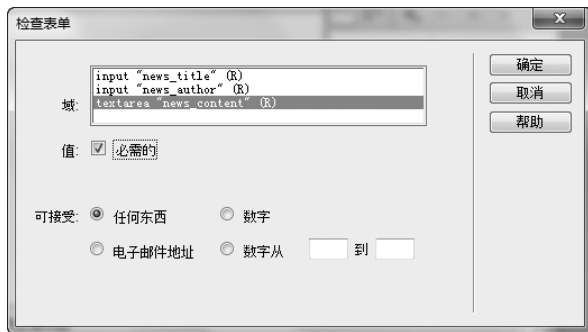 检查表单
域:
input "news_title" (R)
input "news_author" (R)
textarea "news_content" (R)
值: 必需的
可接受: 任何东西 数字
电子邮件地址 数字从 到
确定
取消
帮助